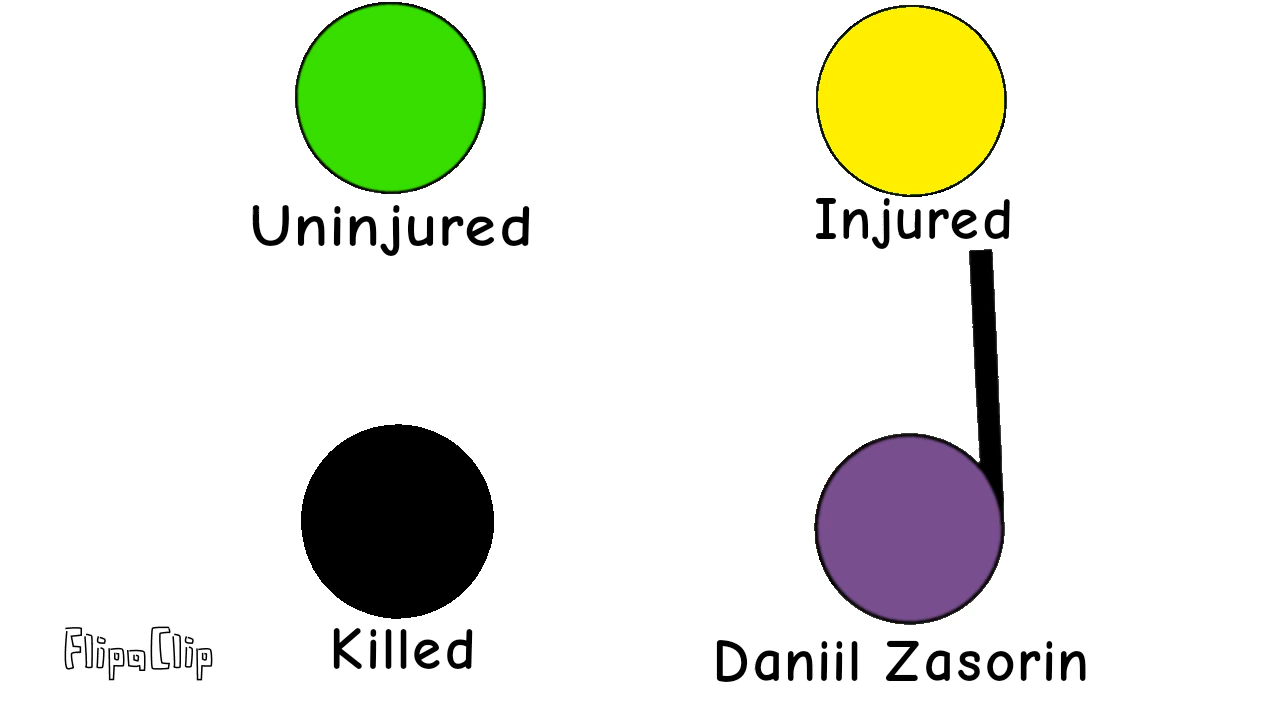 Uninjured
Injured
Killed
Daniil Zasorin
FlipaClip